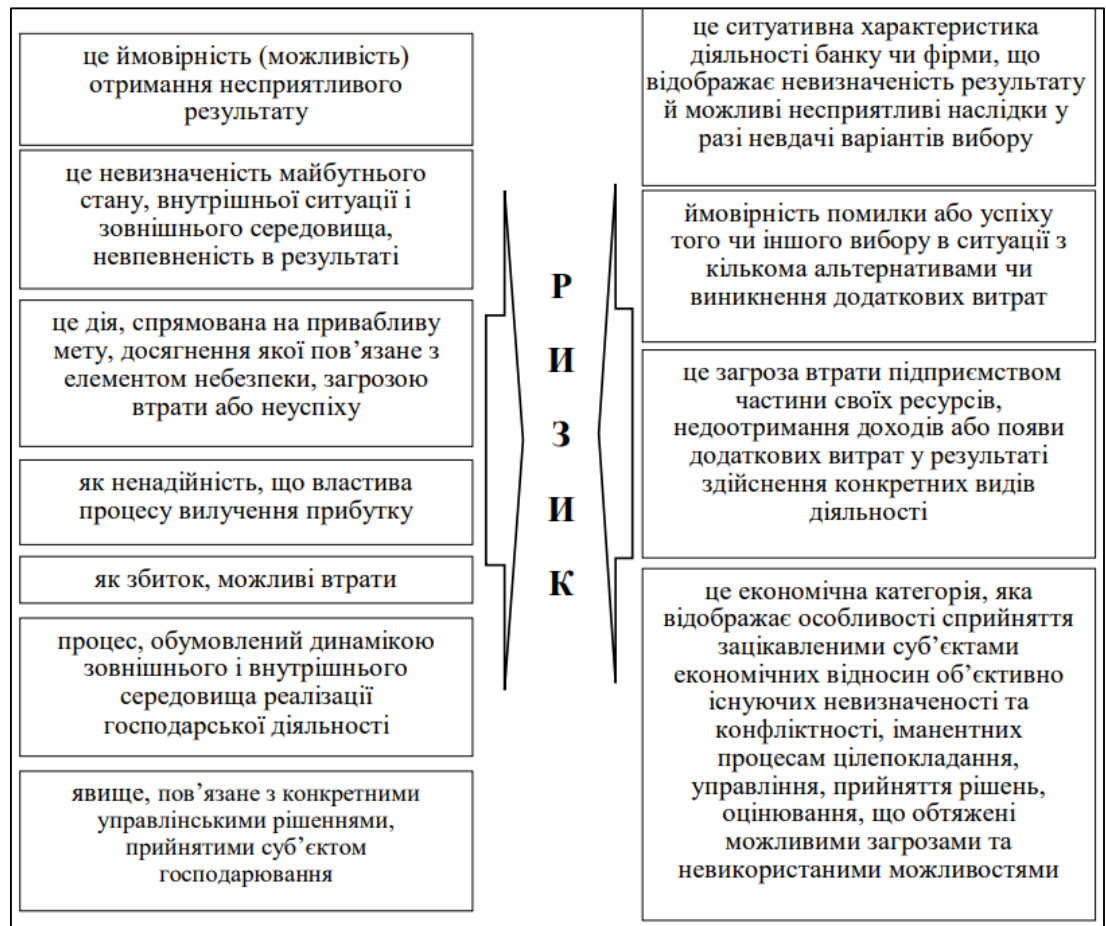 це ймовірність (можливість)
отримання несприятливого
результату
це невизначеність майбутнього
стану, внутрішньої ситуації і
зовнішнього середовища,
невпевненість в результаті
це дія, спрямована на привабливу
мету, досягнення якої пов’язане з
елементом небезпеки, загрозою
втрати або неуспіху
як ненадійність, що властива
процесу вилучення прибутку
як збиток, можливі втрати
процес, обумовлений динамікою
зовнішнього і внутрішнього
середовища реалізації
господарської діяльності
явище, пов’язане з конкретними
управлінськими рішеннями,
прийнятими суб’єктом
господарювання
Р
И
З
И
К
це ситуативна характеристика
діяльності банку чи фірми, що
відображає невизначеність результату
й можливі несприятливі наслідки у
разі невдачі варіантів вибору
ймовірність помилки або успіху
того чи іншого вибору в ситуації з
кількома альтернативами чи
виникнення додаткових витрат
це загроза втрати підприємством
частини своїх ресурсів,
недоотримання доходів або появи
додаткових витрат у результаті
здійснення конкретних видів
діяльності
це економічна категорія, яка
відображає особливості сприйняття
зацікавленими суб’єктами
економічних відносин об’єктивно
існуючих невизначеності та
конфліктності, іманентних
процесам цілепокладання,
управління, прийняття рішень,
оцінювання, що обтяжені
можливими загрозами та
невикористаними можливостями